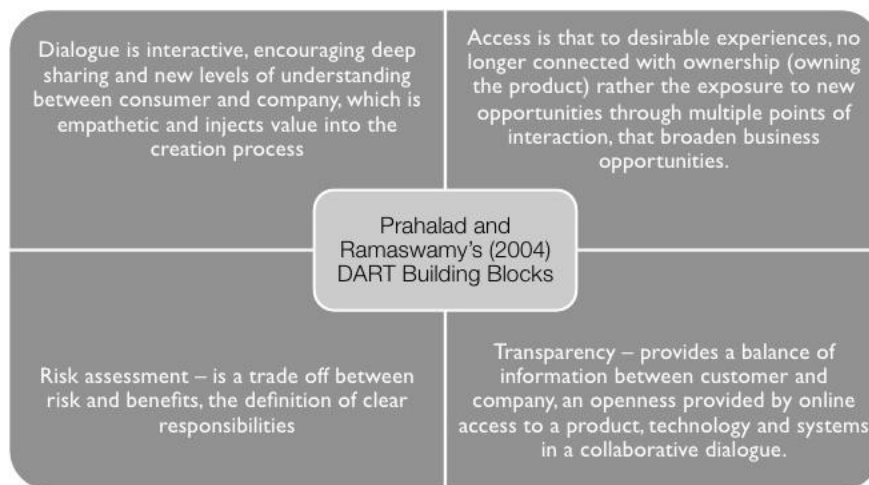 Dialogue is interactive, encouraging deep
sharing and new levels of understanding
between consumer and company, which is
empathetic and injects value into the
creation process
Access is that to desirable experiences, no
longer connected with ownership (owning
the product) rather the exposure to new
opportunities through multiple points of
interaction, that broaden business
opportunities.
Prahalad and
Ramaswamy's (2004)
DART Building Blocks
Risk assessment – is a trade off between
risk and benefits, the definition of clear
responsibilities
Transparency – provides a balance of
information between customer and
company, an openness provided by online
access to a product, technology and systems
in a collaborative dialogue.